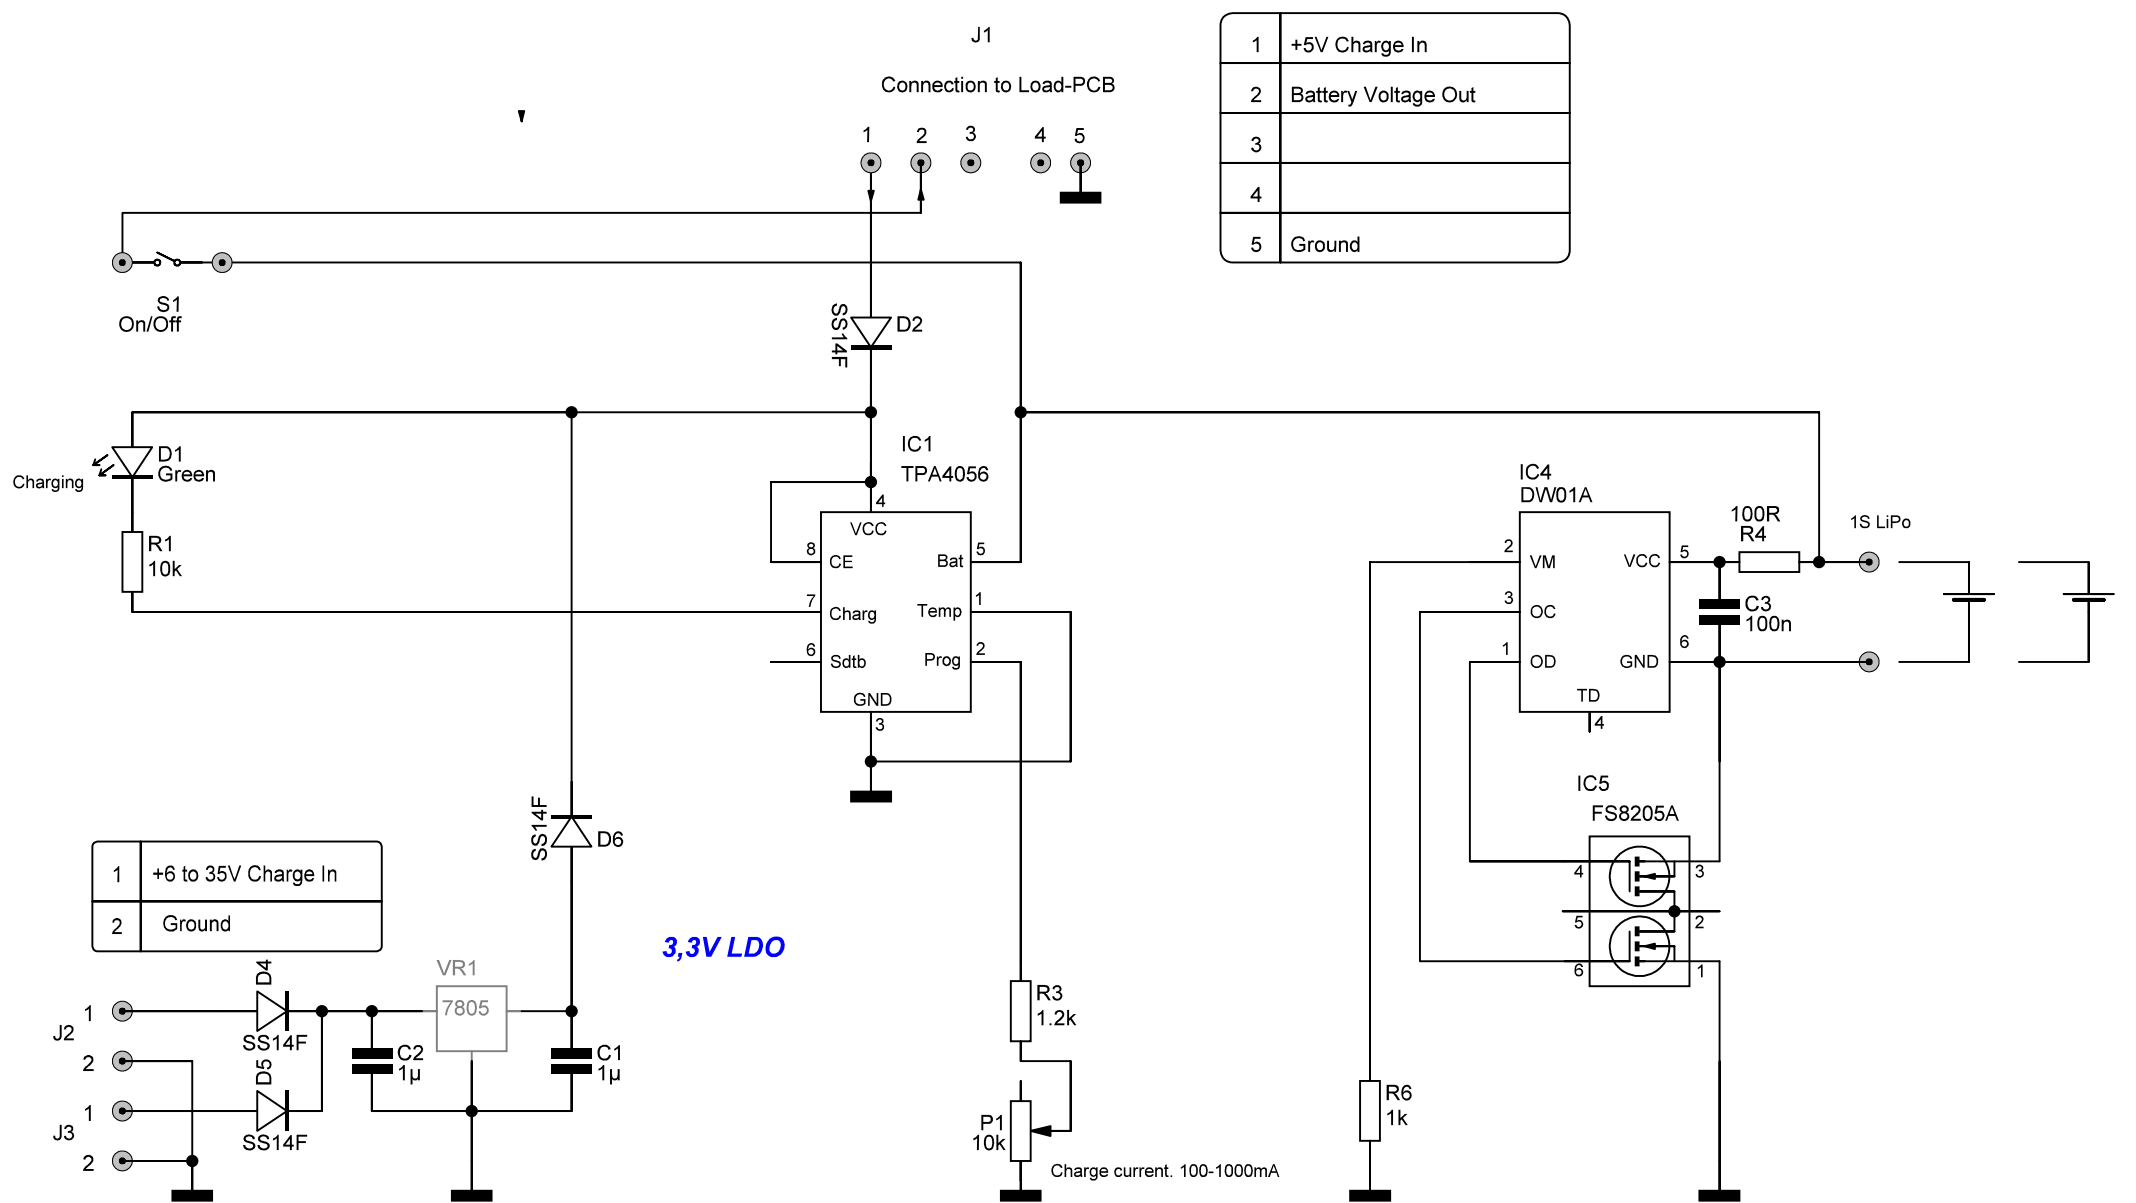 J1
Connection to Load-PCB
1 2 3 4 5
1 +5V Charge In
2 Battery Voltage Out
3
4
5 Ground
S1
On/Off
SS14F
D2
D1
Green
Charging
R1
10k
IC1
TPA4056
4
VCC
8
CE
Bat
5
7
Charg
Temp
1
6
Sdtb
Prog
2
GND
3
IC4
DW01A
100R
R4
1S LiPo
2
VM
VCC
5
3
OC
C3
100n
1
OD
GND
6
TD
4
IC5
FS8205A
4
3
5
2
6
1
SS14F
D6
1 +6 to 35V Charge In
2 Ground
3,3V LDO
D4
SS14F
D5
SS14F
J2
1
2
J3
1
2
VR1
7805
C2
1µ
C1
1µ
R3
1.2k
P1
10k
Charge current. 100-1000mA
R6
1k